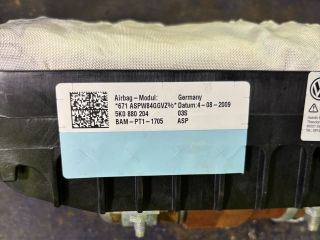 Airbag-Modul: Germany
*671 ASPW84GGVZ%* Datum:4-08-2009
5K0 880 204 03S
BAM-PT1-1705 ASP